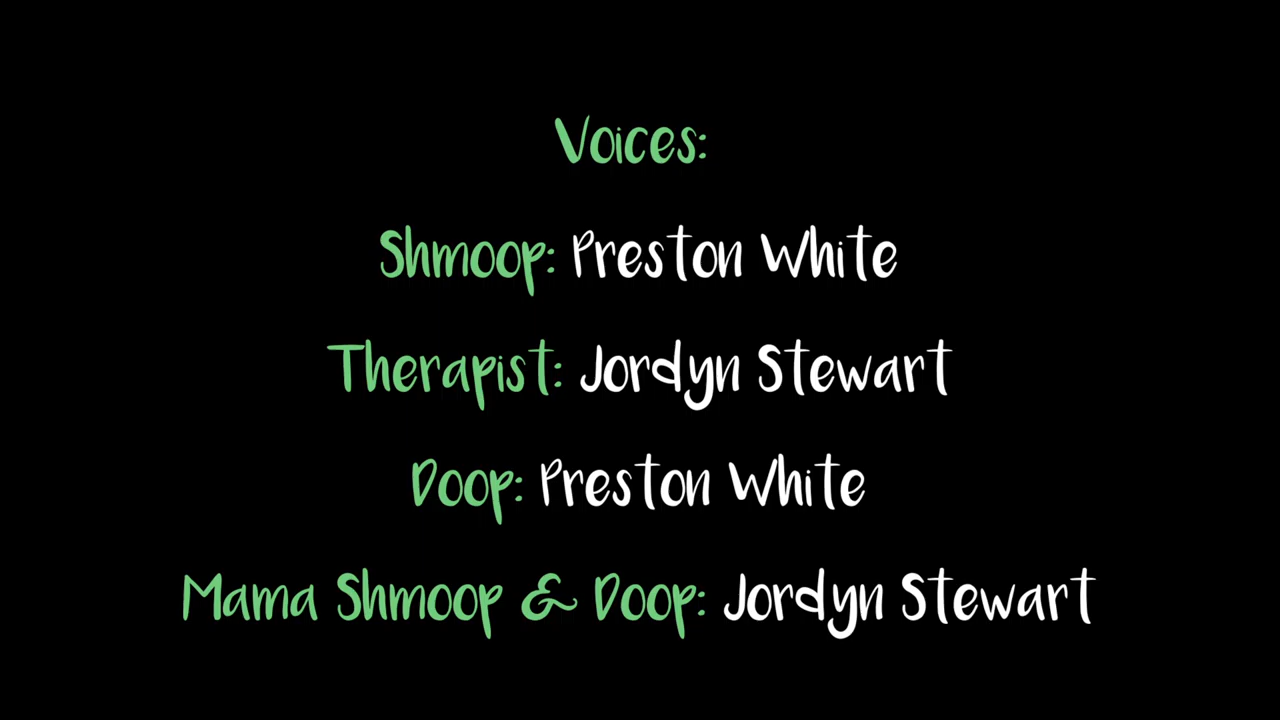 Voices:
Shmoop: Preston White
Therapist: Jordyn Stewart
Doop: Preston White
Mama Shmoop & Doop: Jordyn Stewart